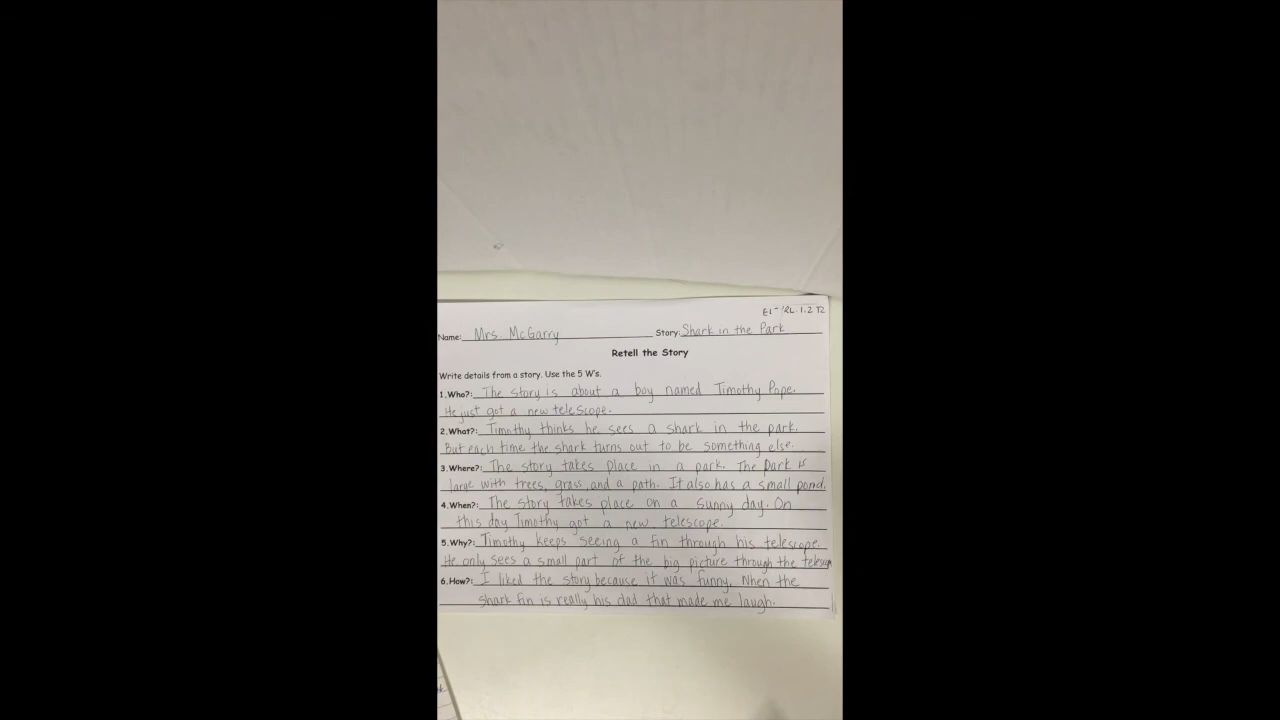 E1- RL.1.2 T2
Name: Mrs. McGarry Story: Shark in the Park
Retell the Story
Write details from a story. Use the 5 W's.
1.Who?: The story is about a boy named Timothy Pope.
He just got a new telescope.
2.What?: Timothy thinks he sees a shark in the park.
But each time the shark turns out to be something else.
3.Where?: The story takes place in a park. The park is
large with trees, grass, and a path. It also has a small pond.
4.When?: The story takes place on a sunny day. On
this day Timothy got a new telescope.
5.Why?: Timothy keeps seeing a fin through his telescope.
He only sees a small part of the big picture through the
6.How?: I liked the story because it was funny. When the
shark fin is really his dad that made me laugh.